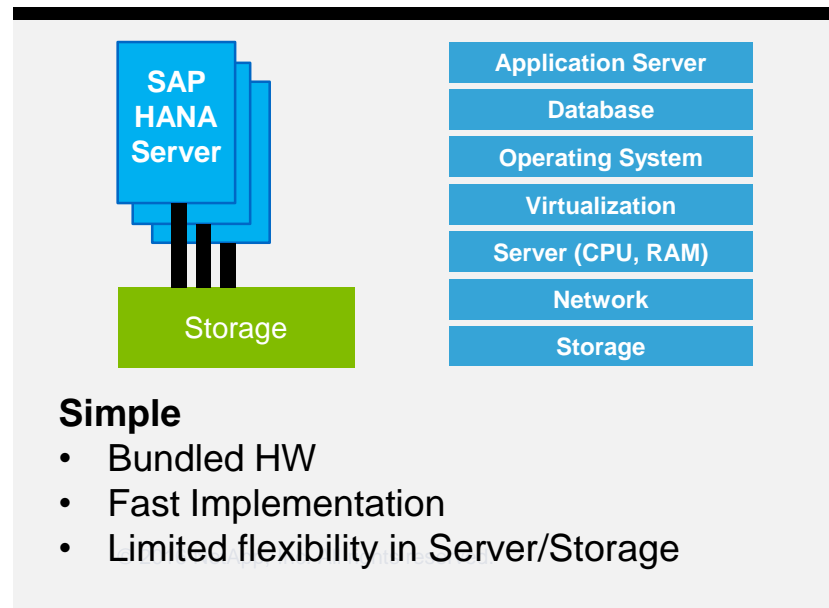 SAP
HANA
Server
Storage
Application Server
Database
Operating System
Virtualization
Server (CPU, RAM)
Network
Storage
Simple
• Bundled HW
• Fast Implementation
• Limited flexibility in Server/Storage